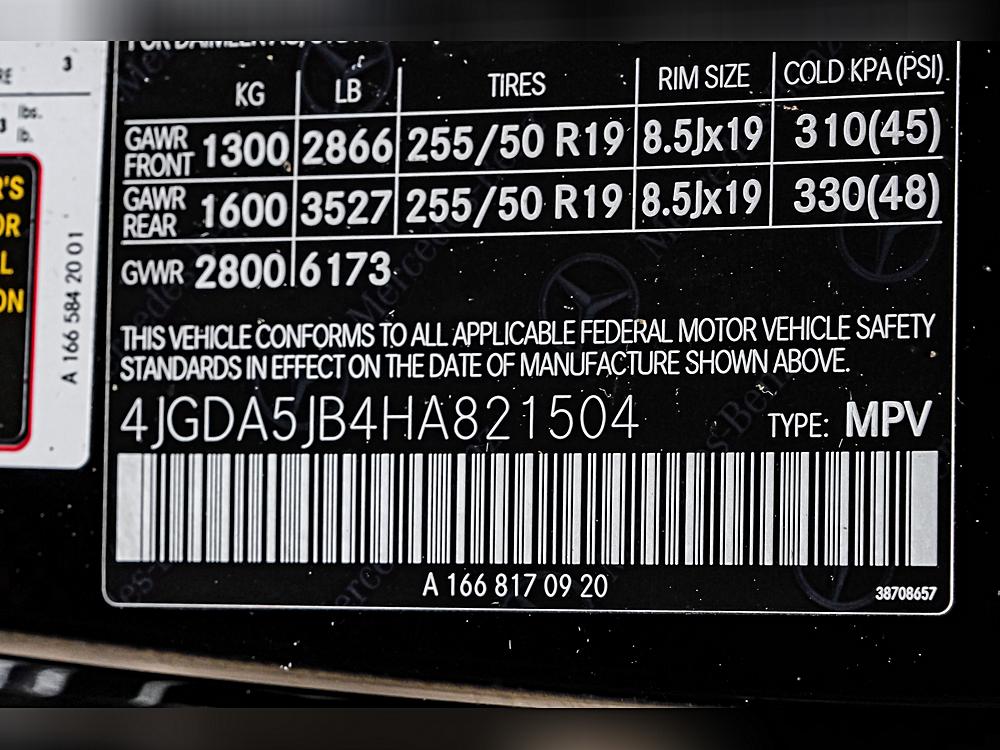 3
lbs.
lb.
A 166 584 20 01
KG LB TIRES RIM SIZE COLD KPA (PSI)
GAWR FRONT 1300 2866 255/50 R19 8.5Jx19 310(45)
GAWR REAR 1600 3527 255/50 R19 8.5Jx19 330(48)
GVWR 2800 6173
THIS VEHICLE CONFORMS TO ALL APPLICABLE FEDERAL MOTOR VEHICLE SAFETY
STANDARDS IN EFFECT ON THE DATE OF MANUFACTURE SHOWN ABOVE.
4JGDA5JB4HA821504 TYPE: MPV
A 166 817 09 20
38708657